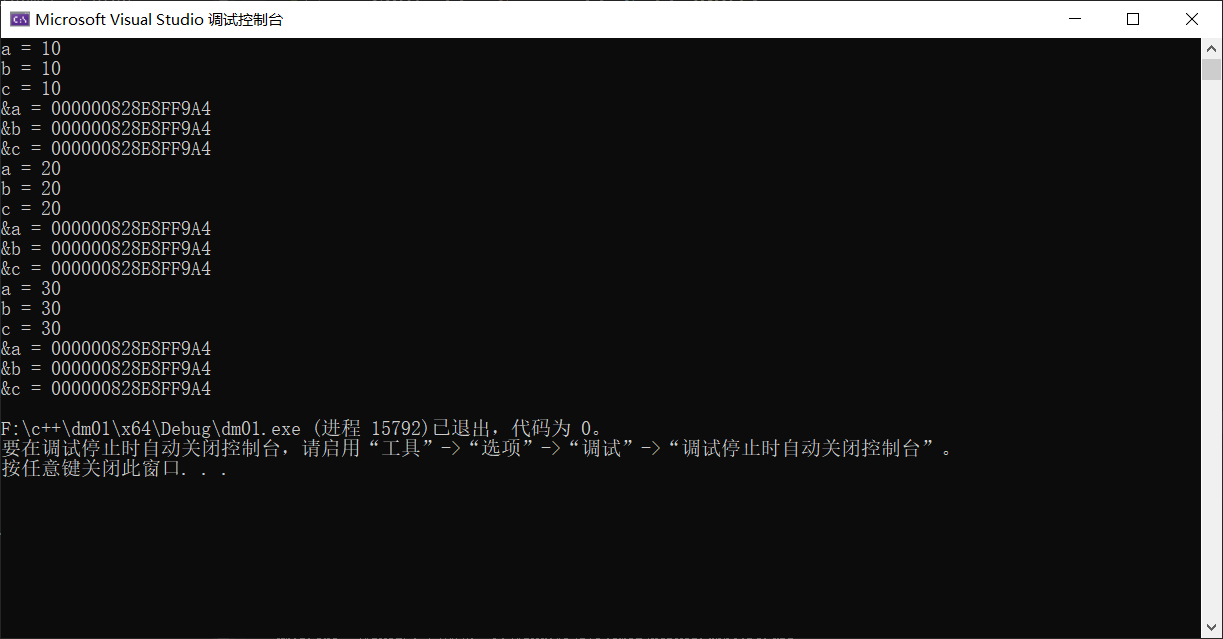 Microsoft Visual Studio 调试控制台
a = 10
b = 10
c = 10
&a = 000000828E8FF9A4
&b = 000000828E8FF9A4
&c = 000000828E8FF9A4
a = 20
b = 20
c = 20
&a = 000000828E8FF9A4
&b = 000000828E8FF9A4
&c = 000000828E8FF9A4
a = 30
b = 30
c = 30
&a = 000000828E8FF9A4
&b = 000000828E8FF9A4
&c = 000000828E8FF9A4
F:\c++\dm01\x64\Debug\dm01.exe (进程 15792)已退出，代码为 0。
要在调试停止时自动关闭控制台，请启用“工具”->“选项”->“调试”->“调试停止时自动关闭控制台”。
按任意键关闭此窗口. . .